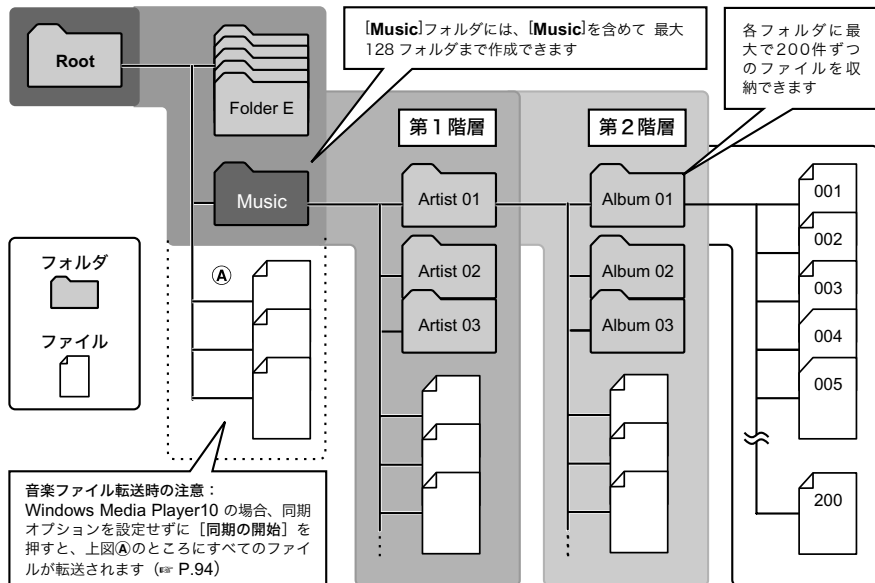 Root
Folder E
[Music]フォルダには、[Music]を含めて 最大
128 フォルダまで作成できます
各フォルダに最
大で200件ずつ
のファイルを収
納できます
第1階層
第2階層
Music
Artist 01
Album 01
001
002
003
004
005
200
Artist 02
Artist 03
Album 02
Album 03
Ⓐ
フォルダ
ファイル
音楽ファイル転送時の注意：
Windows Media Player10 の場合、同期
オプションを設定せずに［同期の開始］を
押すと、上図Ⓐのところにすべてのファイ
ルが転送されます（☞ P.94）